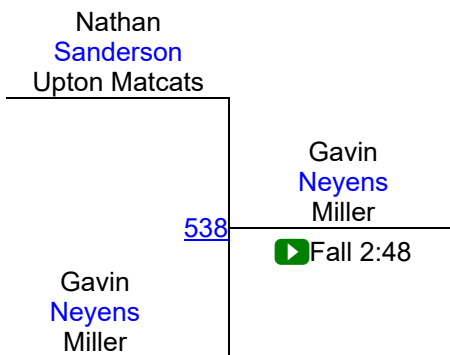 Nathan
Sanderson
Upton Matcats
Gavin
Neyens
Miller
538
Fall 2:48
Gavin
Neyens
Miller